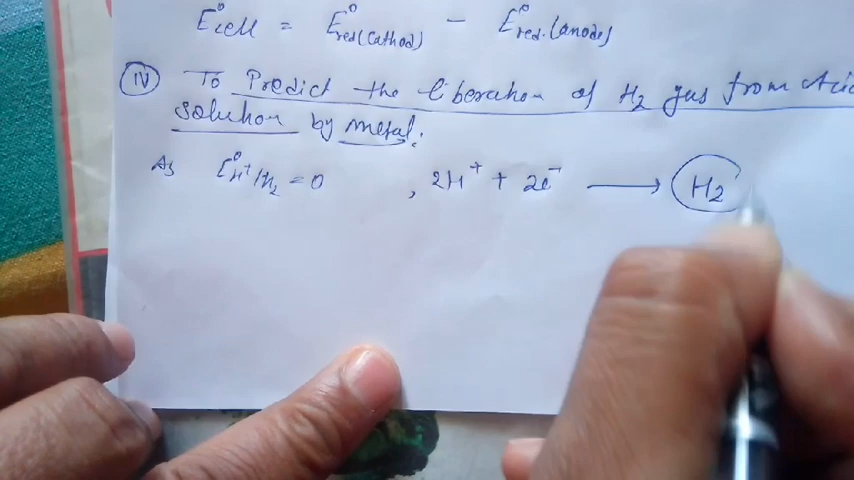 E°cell = E°red(Cathod) - E°red.(anode)
(IV) To Predict the liberation of H2 gas from Acid
solution by metal:
As E°H+/H2 = 0 , 2H+ + 2e- ⟶ H2